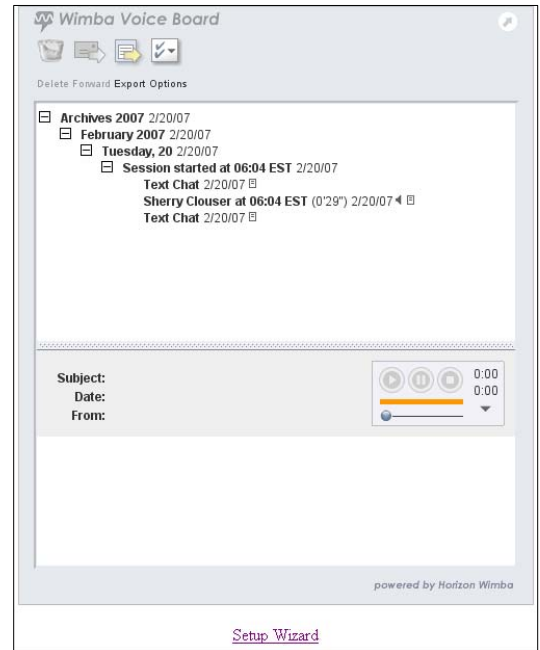 Wimba Voice Board
Delete Forward Export Options
Archives 2007 2/20/07
February 2007 2/20/07
Tuesday, 20 2/20/07
Session started at 06:04 EST 2/20/07
Text Chat 2/20/07
Sherry Clouser at 06:04 EST (0'29") 2/20/07
Text Chat 2/20/07
Subject:
Date:
From:
0:00
0:00
powered by Horizon Wimba
Setup Wizard